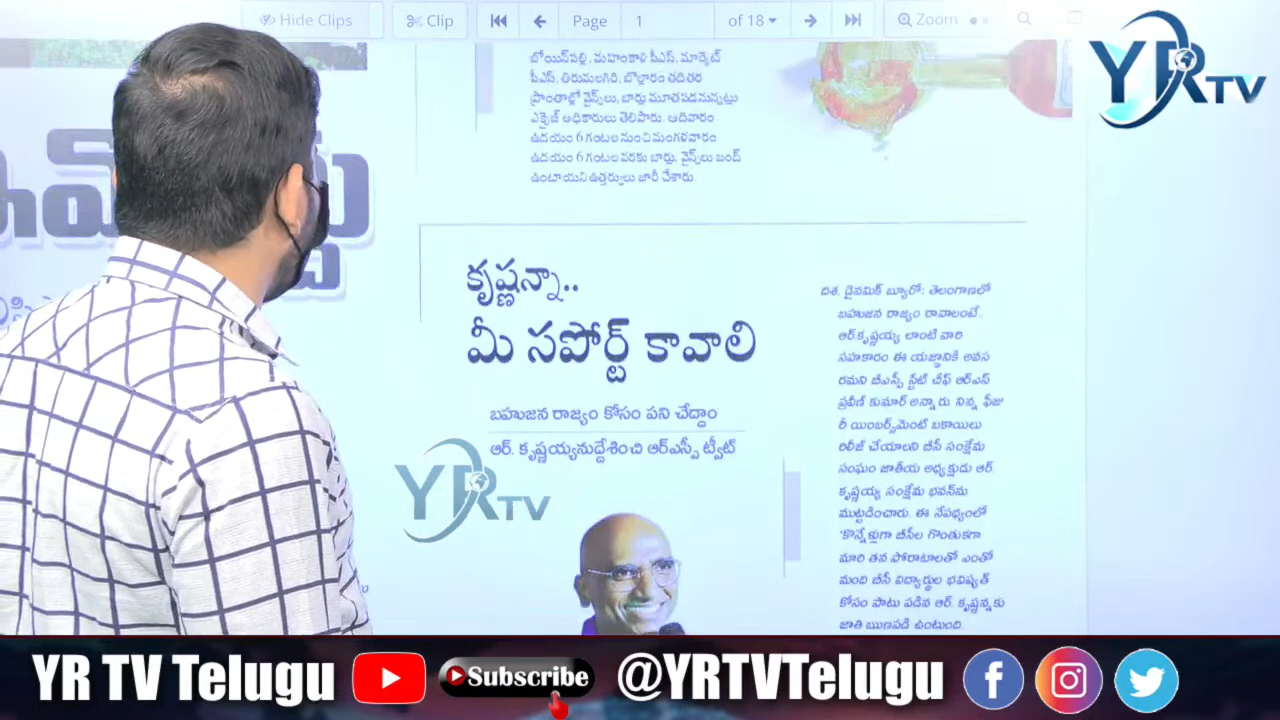 Hide Clips
Clip
Page
1
of 18
Zoom
YR TV
బోయిన్‌పల్లి, మహంకాళి పీఎస్, మార్కెట్
పీఎస్, తిరుమలగిరి, బొల్లారం తదితర
ప్రాంతాల్లో వైన్స్‌లు, బార్లు మూతపడనున్నట్లు
ఎక్సైజ్ అధికారులు తెలిపారు. ఆదివారం
ఉదయం 6 గంటల నుంచి మంగళవారం
ఉదయం 6 గంటల వరకు బార్లు, వైన్స్‌లు బంద్
ఉంటాయని ఉత్తర్వులు జారీ చేశారు.
కృష్ణన్నా..
మీ సపోర్ట్ కావాలి
బహుజన రాజ్యం కోసం పని చేద్దాం
ఆర్. కృష్ణయ్యనుద్దేశించి ఆర్ఎస్పీ ట్వీట్
YR TV
దిశ, డైనమిక్ బ్యూరో: తెలంగాణలో
బహుజన రాజ్యం రావాలంటే..
ఆర్.కృష్ణయ్య లాంటి వారి
సహకారం ఈ యజ్ఞానికి అవస
రమని బీఎస్పీ స్టేట్ చీఫ్ ఆర్ఎస్
ప్రవీణ్ కుమార్ అన్నారు. నిన్న ఫీజు
రీ యింబర్స్‌మెంట్ బకాయిలు
రిలీజ్ చేయాలని బీసీ సంక్షేమ
సంఘం జాతీయ అధ్యక్షుడు ఆర్.
కృష్ణయ్య సంక్షేమ భవన్‌ను
ముట్టడించారు. ఈ నేపథ్యంలో
'కొన్నేళ్లుగా బీసీల గొంతుకగా
మారి తన పోరాటాలతో ఎంతో
మంది బీసీ విద్యార్థుల భవిష్యత్
కోసం పాటు పడిన ఆర్. కృష్ణన్నకు
జాతి ఋణపడి ఉంటుంది.
YR TV Telugu
Subscribe
@YRTVTelugu